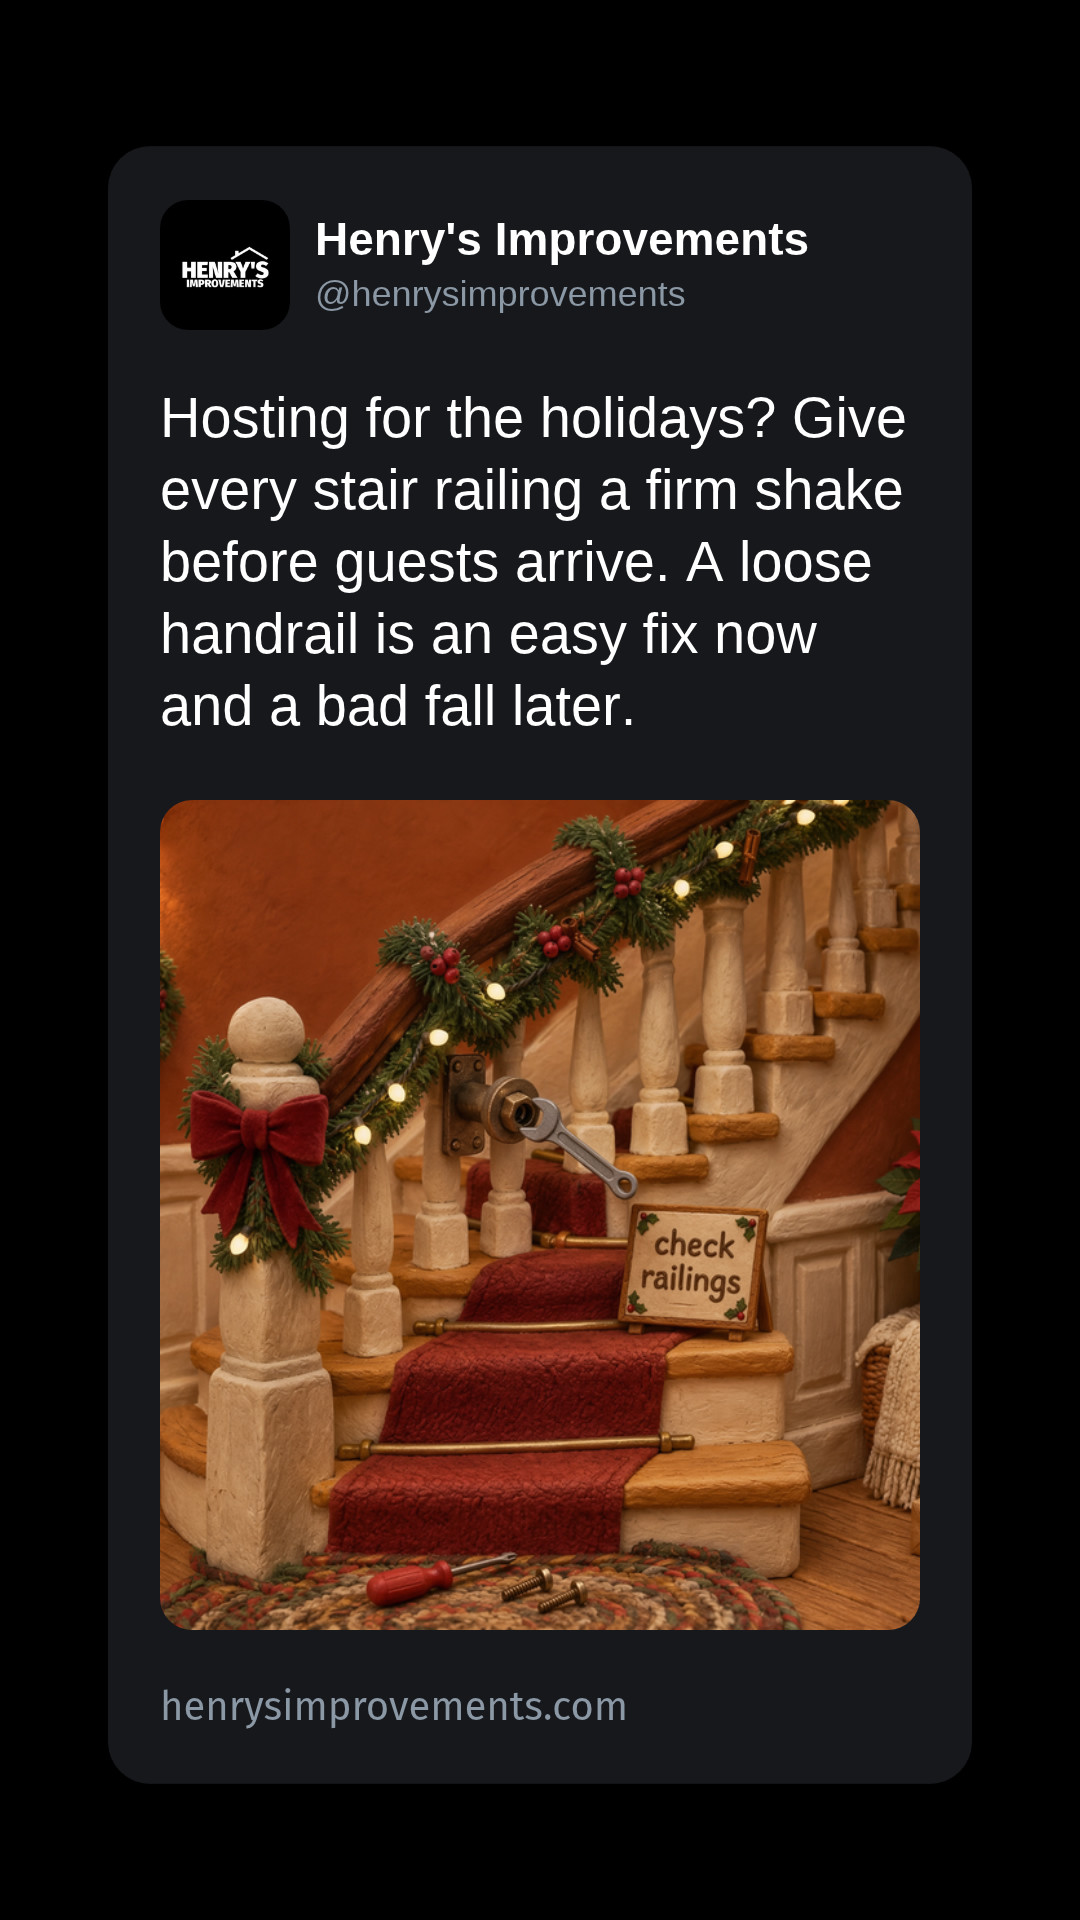 HENRY'S
IMPROVEMENTS
Henry's Improvements
@henrysimprovements
Hosting for the holidays? Give
every stair railing a firm shake
before guests arrive. A loose
handrail is an easy fix now
and a bad fall later.
check
railings
henrysimprovements.com